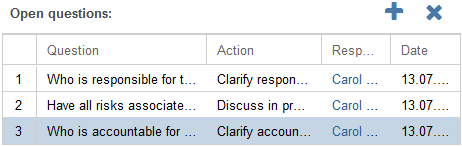 Open questions:
Question Action Resp... Date
1 Who is responsible for t... Clarify respon... Carol ... 13.07....
2 Have all risks associate... Discuss in pr... Carol ... 13.07....
3 Who is accountable for ... Clarify accoun... Carol ... 13.07....